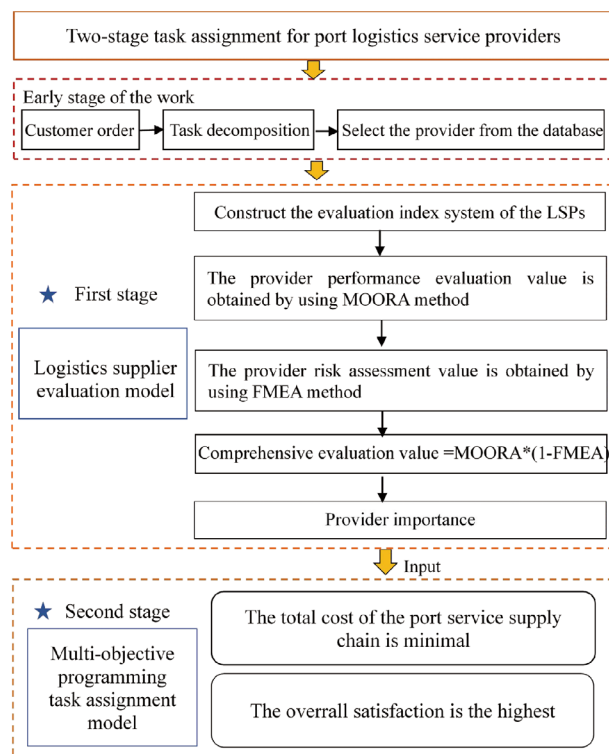 Two-stage task assignment for port logistics service providers
Early stage of the work
Customer order
Task decomposition
Select the provider from the database
Construct the evaluation index system of the LSPs
★ First stage
The provider performance evaluation value is
obtained by using MOORA method
Logistics supplier
evaluation model
The provider risk assessment value is obtained by
using FMEA method
Comprehensive evaluation value =MOORA*(1-FMEA)
Provider importance
Input
★ Second stage
The total cost of the port service supply
chain is minimal
Multi-objective
programming
task assignment
model
The overrall satisfaction is the highest